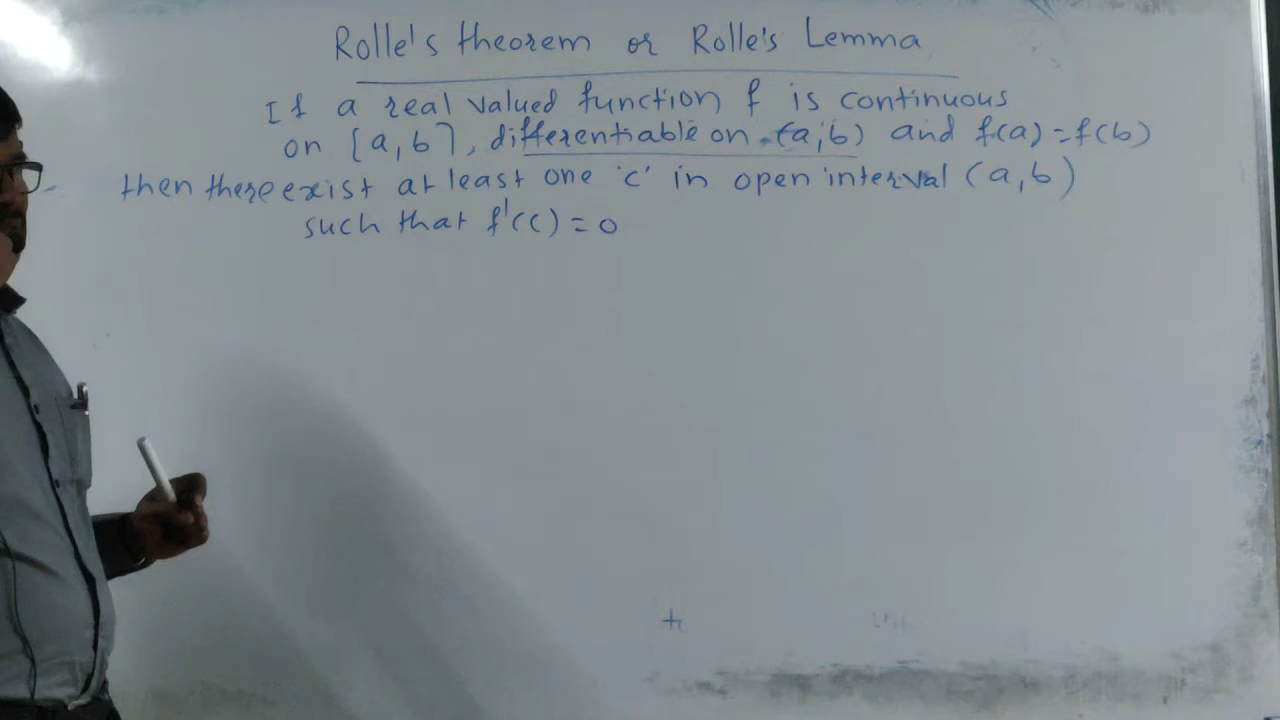 Rolle's theorem or Rolle's Lemma
If a real valued function f is continuous
on [a,b], differentiable on (a,b) and f(a)=f(b)
then there exist at least one 'c' in open interval (a,b)
such that f'(c)=0